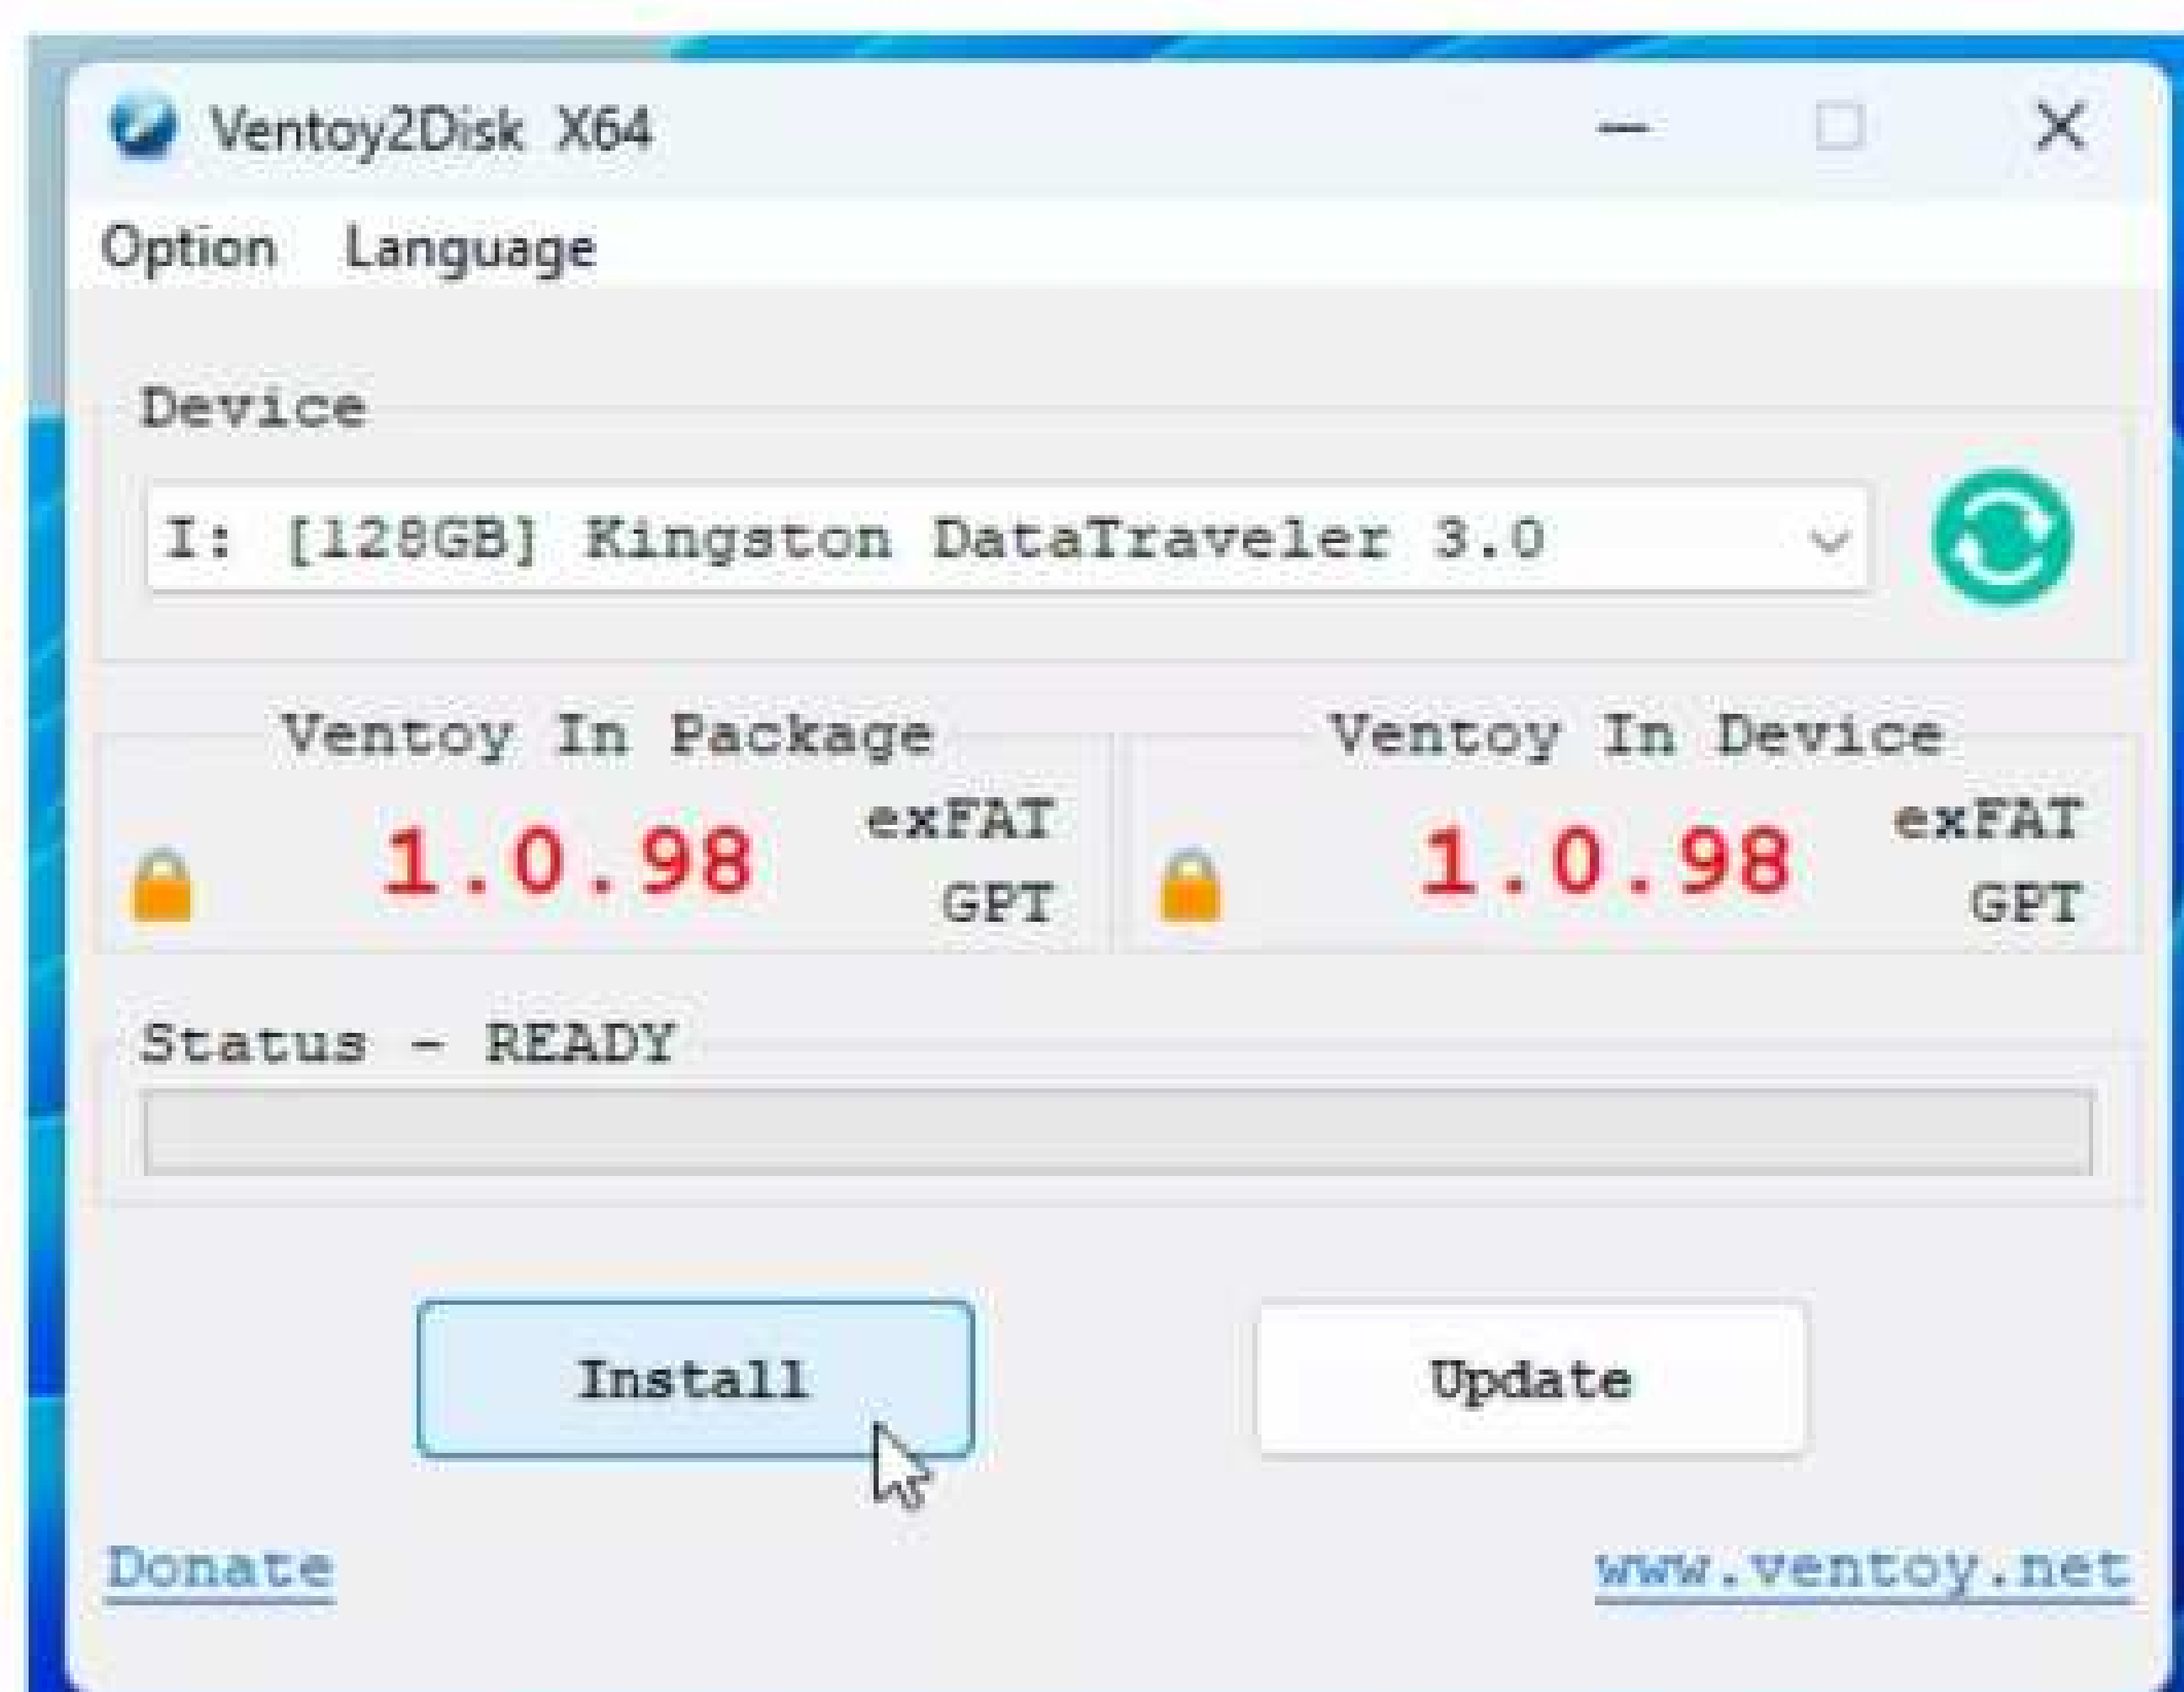 Ventoy2Disk X64
Option Language
Device
I: [128GB] Kingston DataTraveler 3.0
Ventoy In Package
1.0.98
exFAT
GPT
Ventoy In Device
1.0.98
exFAT
GPT
Status - READY
Install
Update
Donate
www.ventoy.net